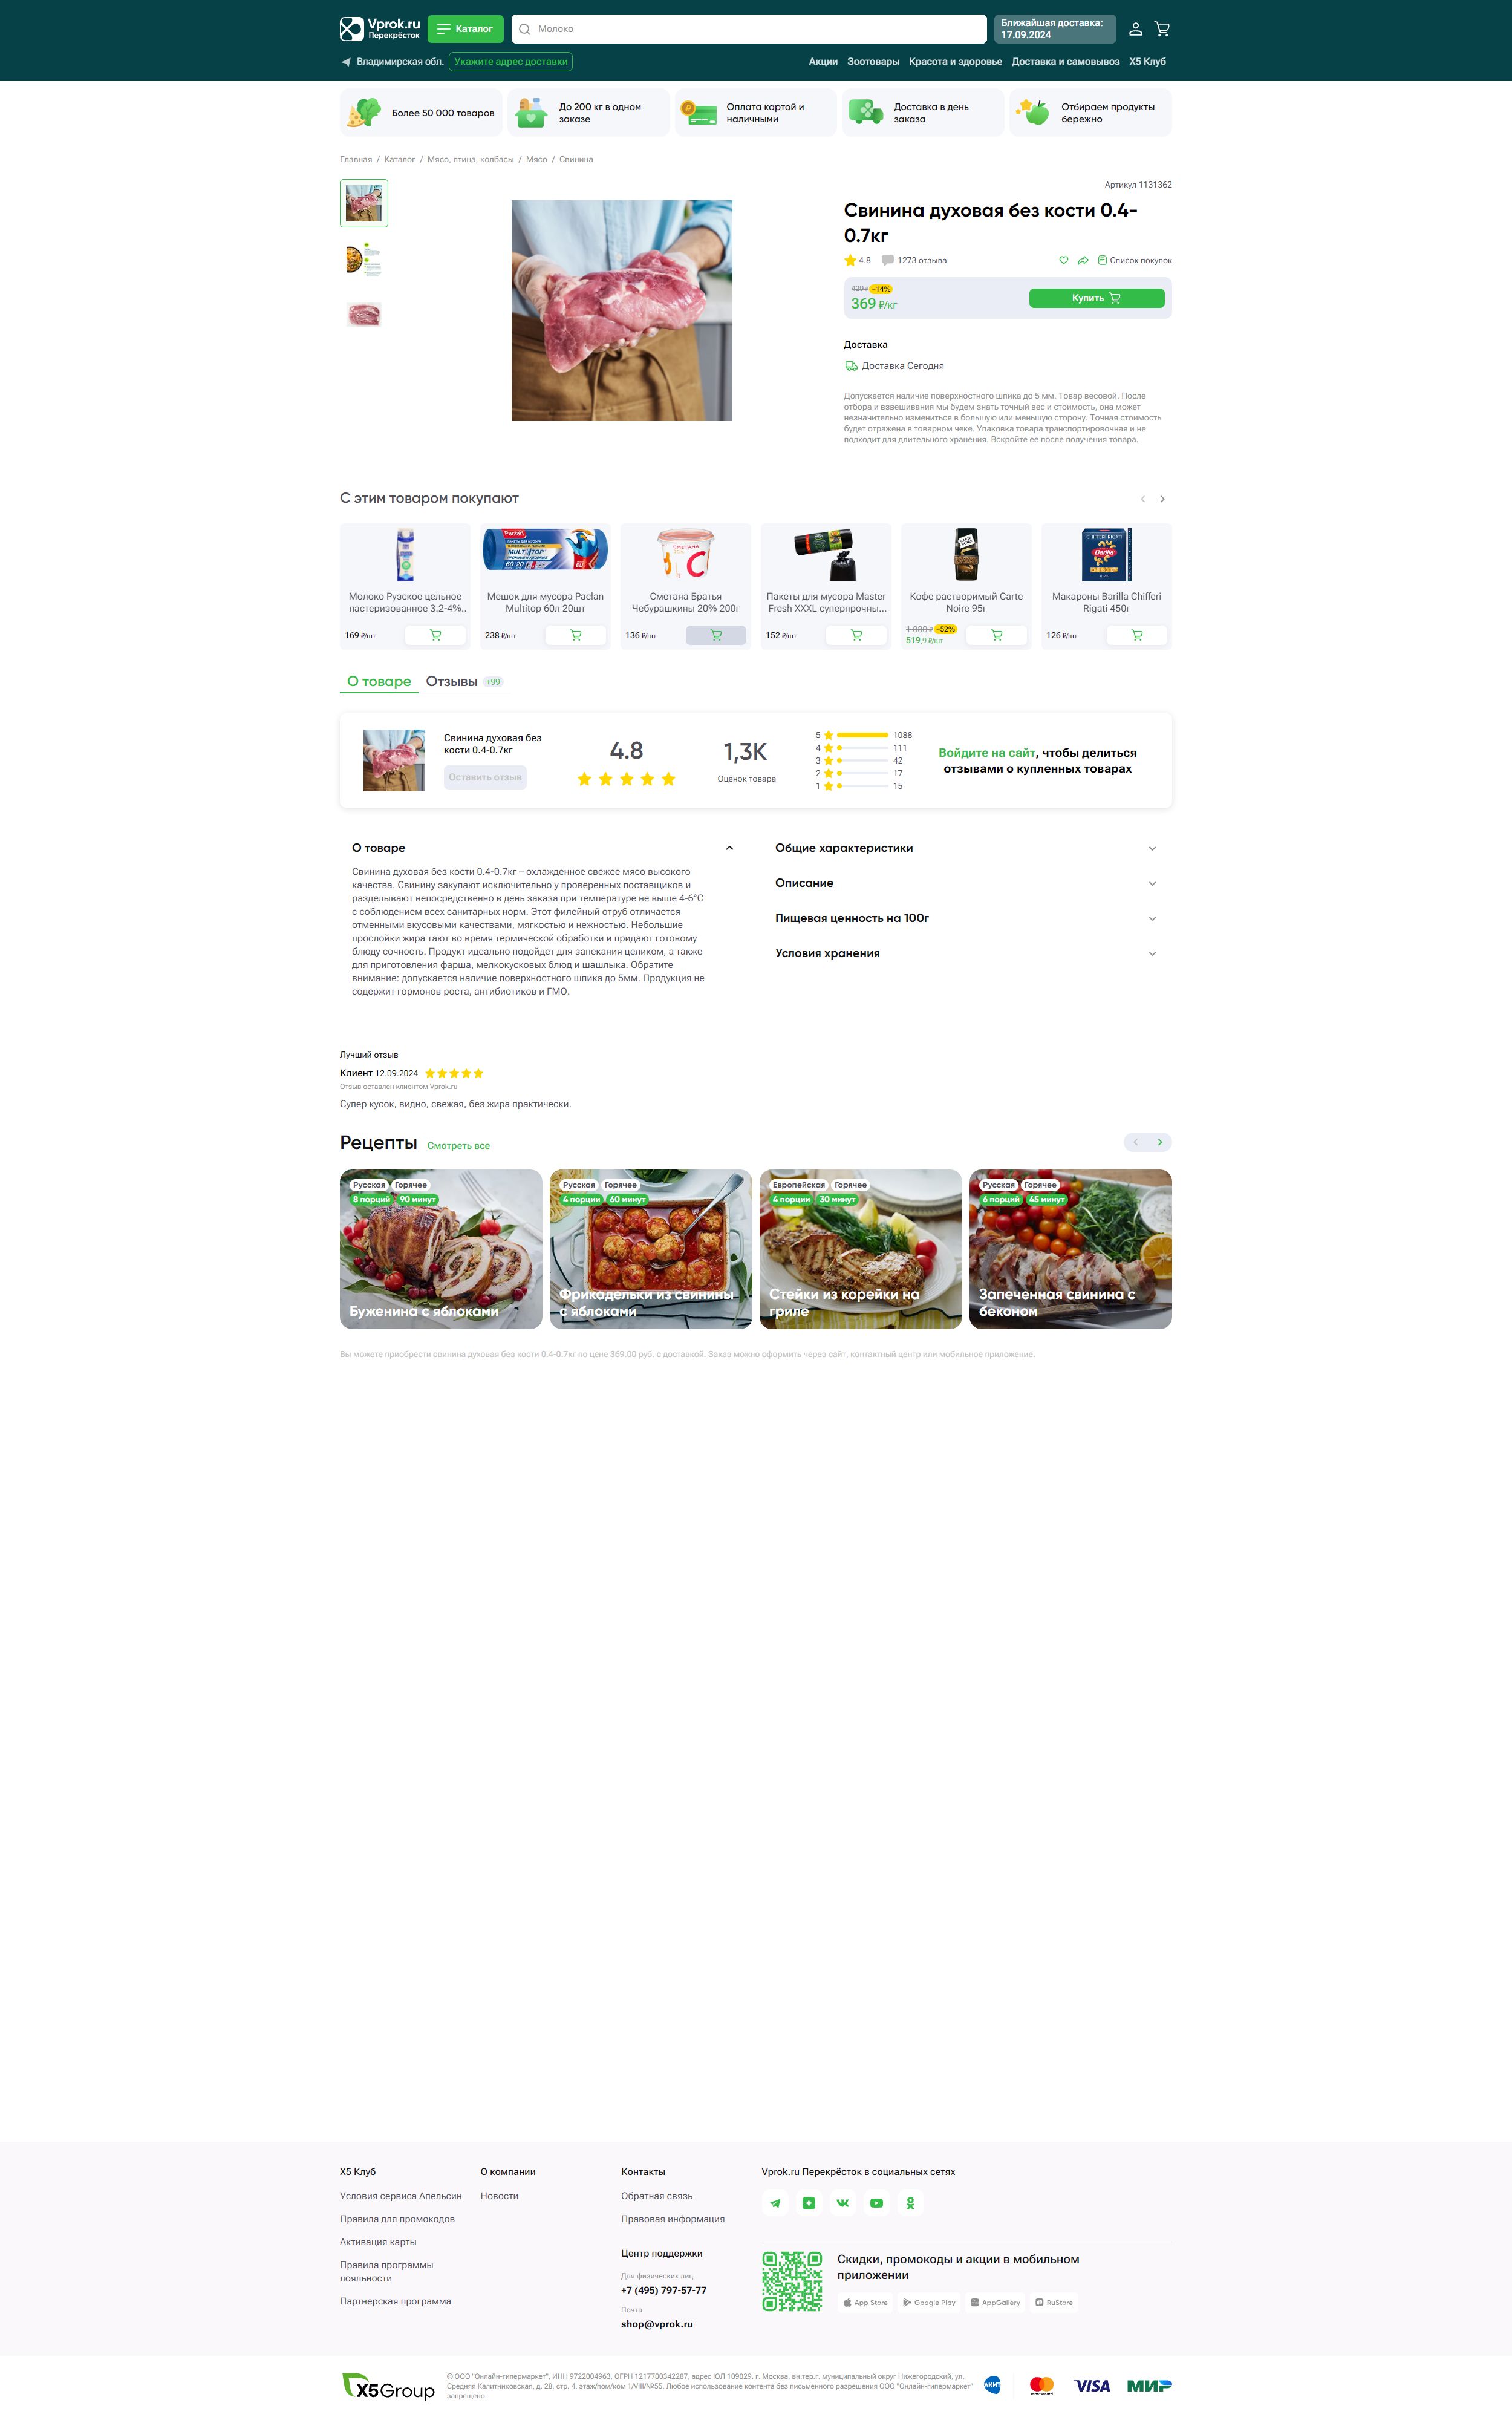 Vprok.ru
Перекрёсток
Каталог
Молоко
Ближайшая доставка:
17.09.2024
Владимирская обл.
Укажите адрес доставки
Акции
Зоотовары
Красота и здоровье
Доставка и самовывоз
Х5 Клуб
Более 50 000 товаров
До 200 кг в одном
заказе
Оплата картой и
наличными
Доставка в день
заказа
Отбираем продукты
бережно
Главная / Каталог / Мясо, птица, колбасы / Мясо / Свинина
Артикул 1131362
Свинина духовая без кости 0.4-
0.7кг
4.8
1273 отзыва
Список покупок
429 ₽ -14%
369 ₽/кг
Купить
Доставка
Доставка Сегодня
Допускается наличие поверхностного шпика до 5 мм. Товар весовой. После
отбора и взвешивания мы будем знать точный вес и стоимость, она может
незначительно измениться в большую или меньшую сторону. Точная стоимость
будет отражена в товарном чеке. Упаковка товара транспортировочная и не
подходит для длительного хранения. Вскройте ее после получения товара.
С этим товаром покупают
Молоко Рузское цельное
пастеризованное 3.2-4%..
169 ₽/шт
Мешок для мусора Paclan
Multitop 60л 20шт
238 ₽/шт
Сметана Братья
Чебурашкины 20% 200г
136 ₽/шт
Пакеты для мусора Master
Fresh XXXL суперпрочны...
152 ₽/шт
Кофе растворимый Carte
Noire 95г
1 080 ₽ -52%
519,9 ₽/шт
Макароны Barilla Chifferi
Rigati 450г
126 ₽/шт
О товаре
Отзывы +99
Свинина духовая без
кости 0.4-0.7кг
Оставить отзыв
4.8
1,3K
Оценок товара
5 1088
4 111
3 42
2 17
1 15
Войдите на сайт, чтобы делиться
отзывами о купленных товарах
О товаре
Свинина духовая без кости 0.4-0.7кг – охлажденное свежее мясо высокого
качества. Свинину закупают исключительно у проверенных поставщиков и
разделывают непосредственно в день заказа при температуре не выше 4-6°C
с соблюдением всех санитарных норм. Этот филейный отруб отличается
отменными вкусовыми качествами, мягкостью и нежностью. Небольшие
прослойки жира тают во время термической обработки и придают готовому
блюду сочность. Продукт идеально подойдет для запекания целиком, а также
для приготовления фарша, мелкокусковых блюд и шашлыка. Обратите
внимание: допускается наличие поверхностного шпика до 5мм. Продукция не
содержит гормонов роста, антибиотиков и ГМО.
Общие характеристики
Описание
Пищевая ценность на 100г
Условия хранения
Лучший отзыв
Клиент 12.09.2024
Отзыв оставлен клиентом Vprok.ru
Супер кусок, видно, свежая, без жира практически.
Рецепты
Смотреть все
Русская Горячее
8 порций 90 минут
Буженина с яблоками
Русская Горячее
4 порции 60 минут
Фрикадельки из свинины
с яблоками
Европейская Горячее
4 порции 30 минут
Стейки из корейки на
гриле
Русская Горячее
6 порций 45 минут
Запеченная свинина с
беконом
Вы можете приобрести свинина духовая без кости 0.4-0.7кг по цене 369.00 руб. с доставкой. Заказ можно оформить через сайт, контактный центр или мобильное приложение.
Х5 Клуб
Условия сервиса Апельсин
Правила для промокодов
Активация карты
Правила программы
лояльности
Партнерская программа
О компании
Новости
Контакты
Обратная связь
Правовая информация
Центр поддержки
Для физических лиц
+7 (495) 797-57-77
Почта
shop@vprok.ru
Vprok.ru Перекрёсток в социальных сетях
Скидки, промокоды и акции в мобильном
приложении
App Store
Google Play
AppGallery
RuStore
X5Group
© ООО "Онлайн-гипермаркет", ИНН 9722004963, ОГРН 1217700342287, адрес ЮЛ 109029, г. Москва, вн.тер.г. муниципальный округ Нижегородский, ул.
Средняя Калитниковская, д. 28, стр. 4, этаж/пом/ком 1/VIII/№55. Любое использование контента без письменного разрешения ООО "Онлайн-гипермаркет"
запрещено.
АКИТ
mastercard
VISA
МИР